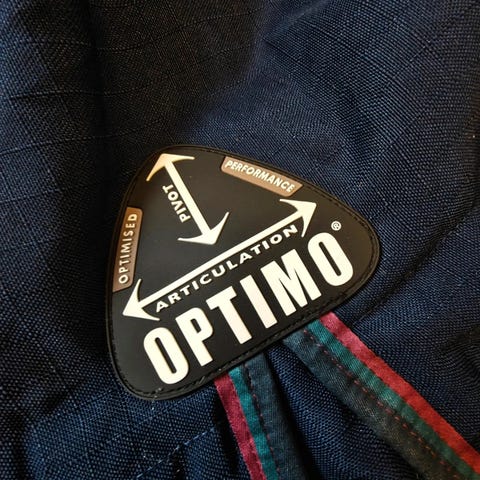 OPTIMISED
PIVOT
PERFORMANCE
ARTICULATION
OPTIMO®